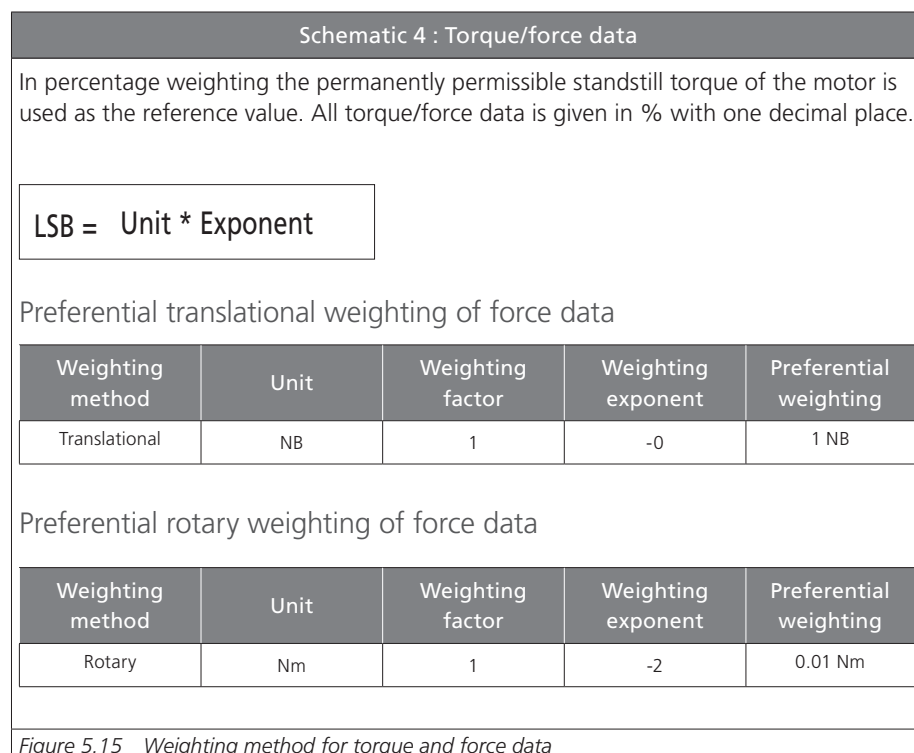 Schematic 4 : Torque/force data
In percentage weighting the permanently permissible standstill torque of the motor is
used as the reference value. All torque/force data is given in % with one decimal place.
LSB = Unit * Exponent
Preferential translational weighting of force data
Weighting method Unit Weighting factor Weighting exponent Preferential weighting
Translational NB 1 -0 1 NB
Preferential rotary weighting of force data
Weighting method Unit Weighting factor Weighting exponent Preferential weighting
Rotary Nm 1 -2 0.01 Nm
Figure 5.15 Weighting method for torque and force data